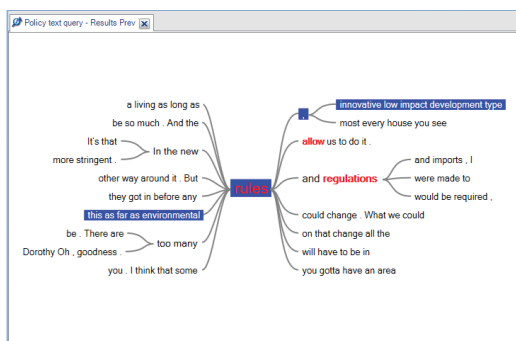 Policy text query - Results Prev
a living as long as
be so much . And the
It's that
more stringent .
In the new
other way around it . But
they got in before any
this as far as environmental
be . There are
Dorothy Oh , goodness .
too many
you . I think that some
rules
,
innovative low impact development type
most every house you see
allow us to do it .
and regulations
and imports , I
were made to
would be required ,
could change . What we could
on that change all the
will have to be in
you gotta have an area